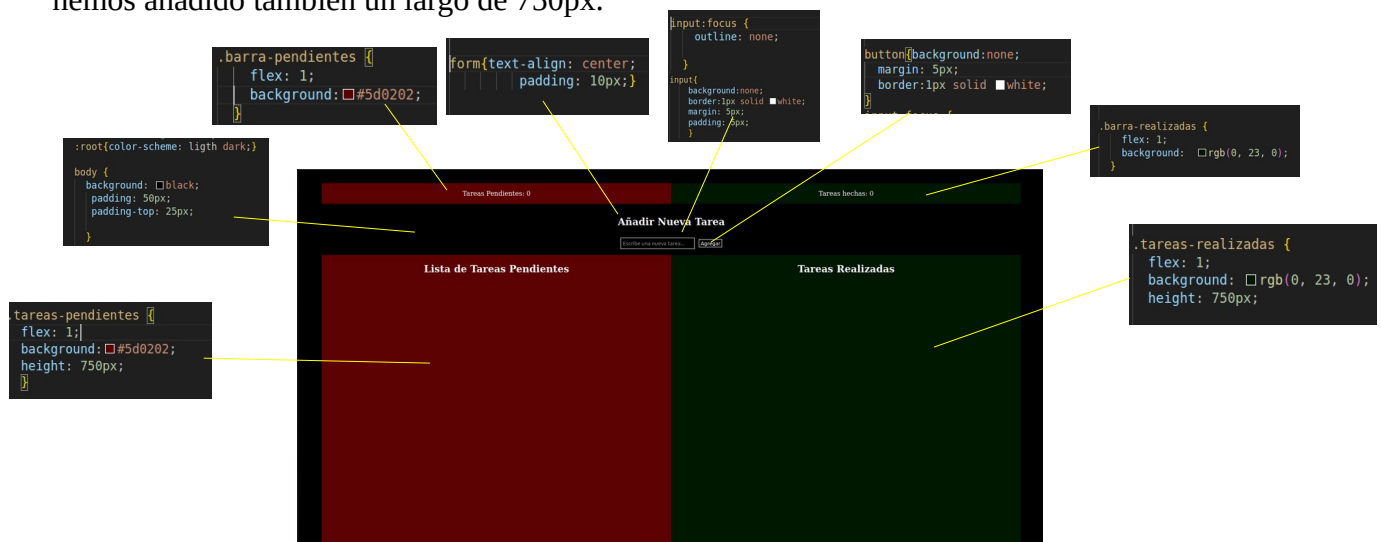 hemos añadido también un largo de 750px.
.barra-pendientes {
flex: 1;
background: #5d0202;
}
form{text-align: center;
padding: 10px;}
input:focus {
outline: none;
}
input{
background:none;
border:1px solid white;
margin: 5px;
padding: 5px;
}
button{background:none;
margin: 5px;
border:1px solid white;
}
.barra-realizadas {
flex: 1;
background: rgb(0, 23, 0);
}
:root{color-scheme: ligth dark;}
body {
background: black;
padding: 50px;
padding-top: 25px;
}
Tareas Pendientes: 0
Tareas hechas: 0
Añadir Nueva Tarea
Escribe una nueva tarea...
Agregar
Lista de Tareas Pendientes
Tareas Realizadas
.tareas-realizadas {
flex: 1;
background: rgb(0, 23, 0);
height: 750px;
.tareas-pendientes {
flex: 1;
background: #5d0202;
height: 750px;
}